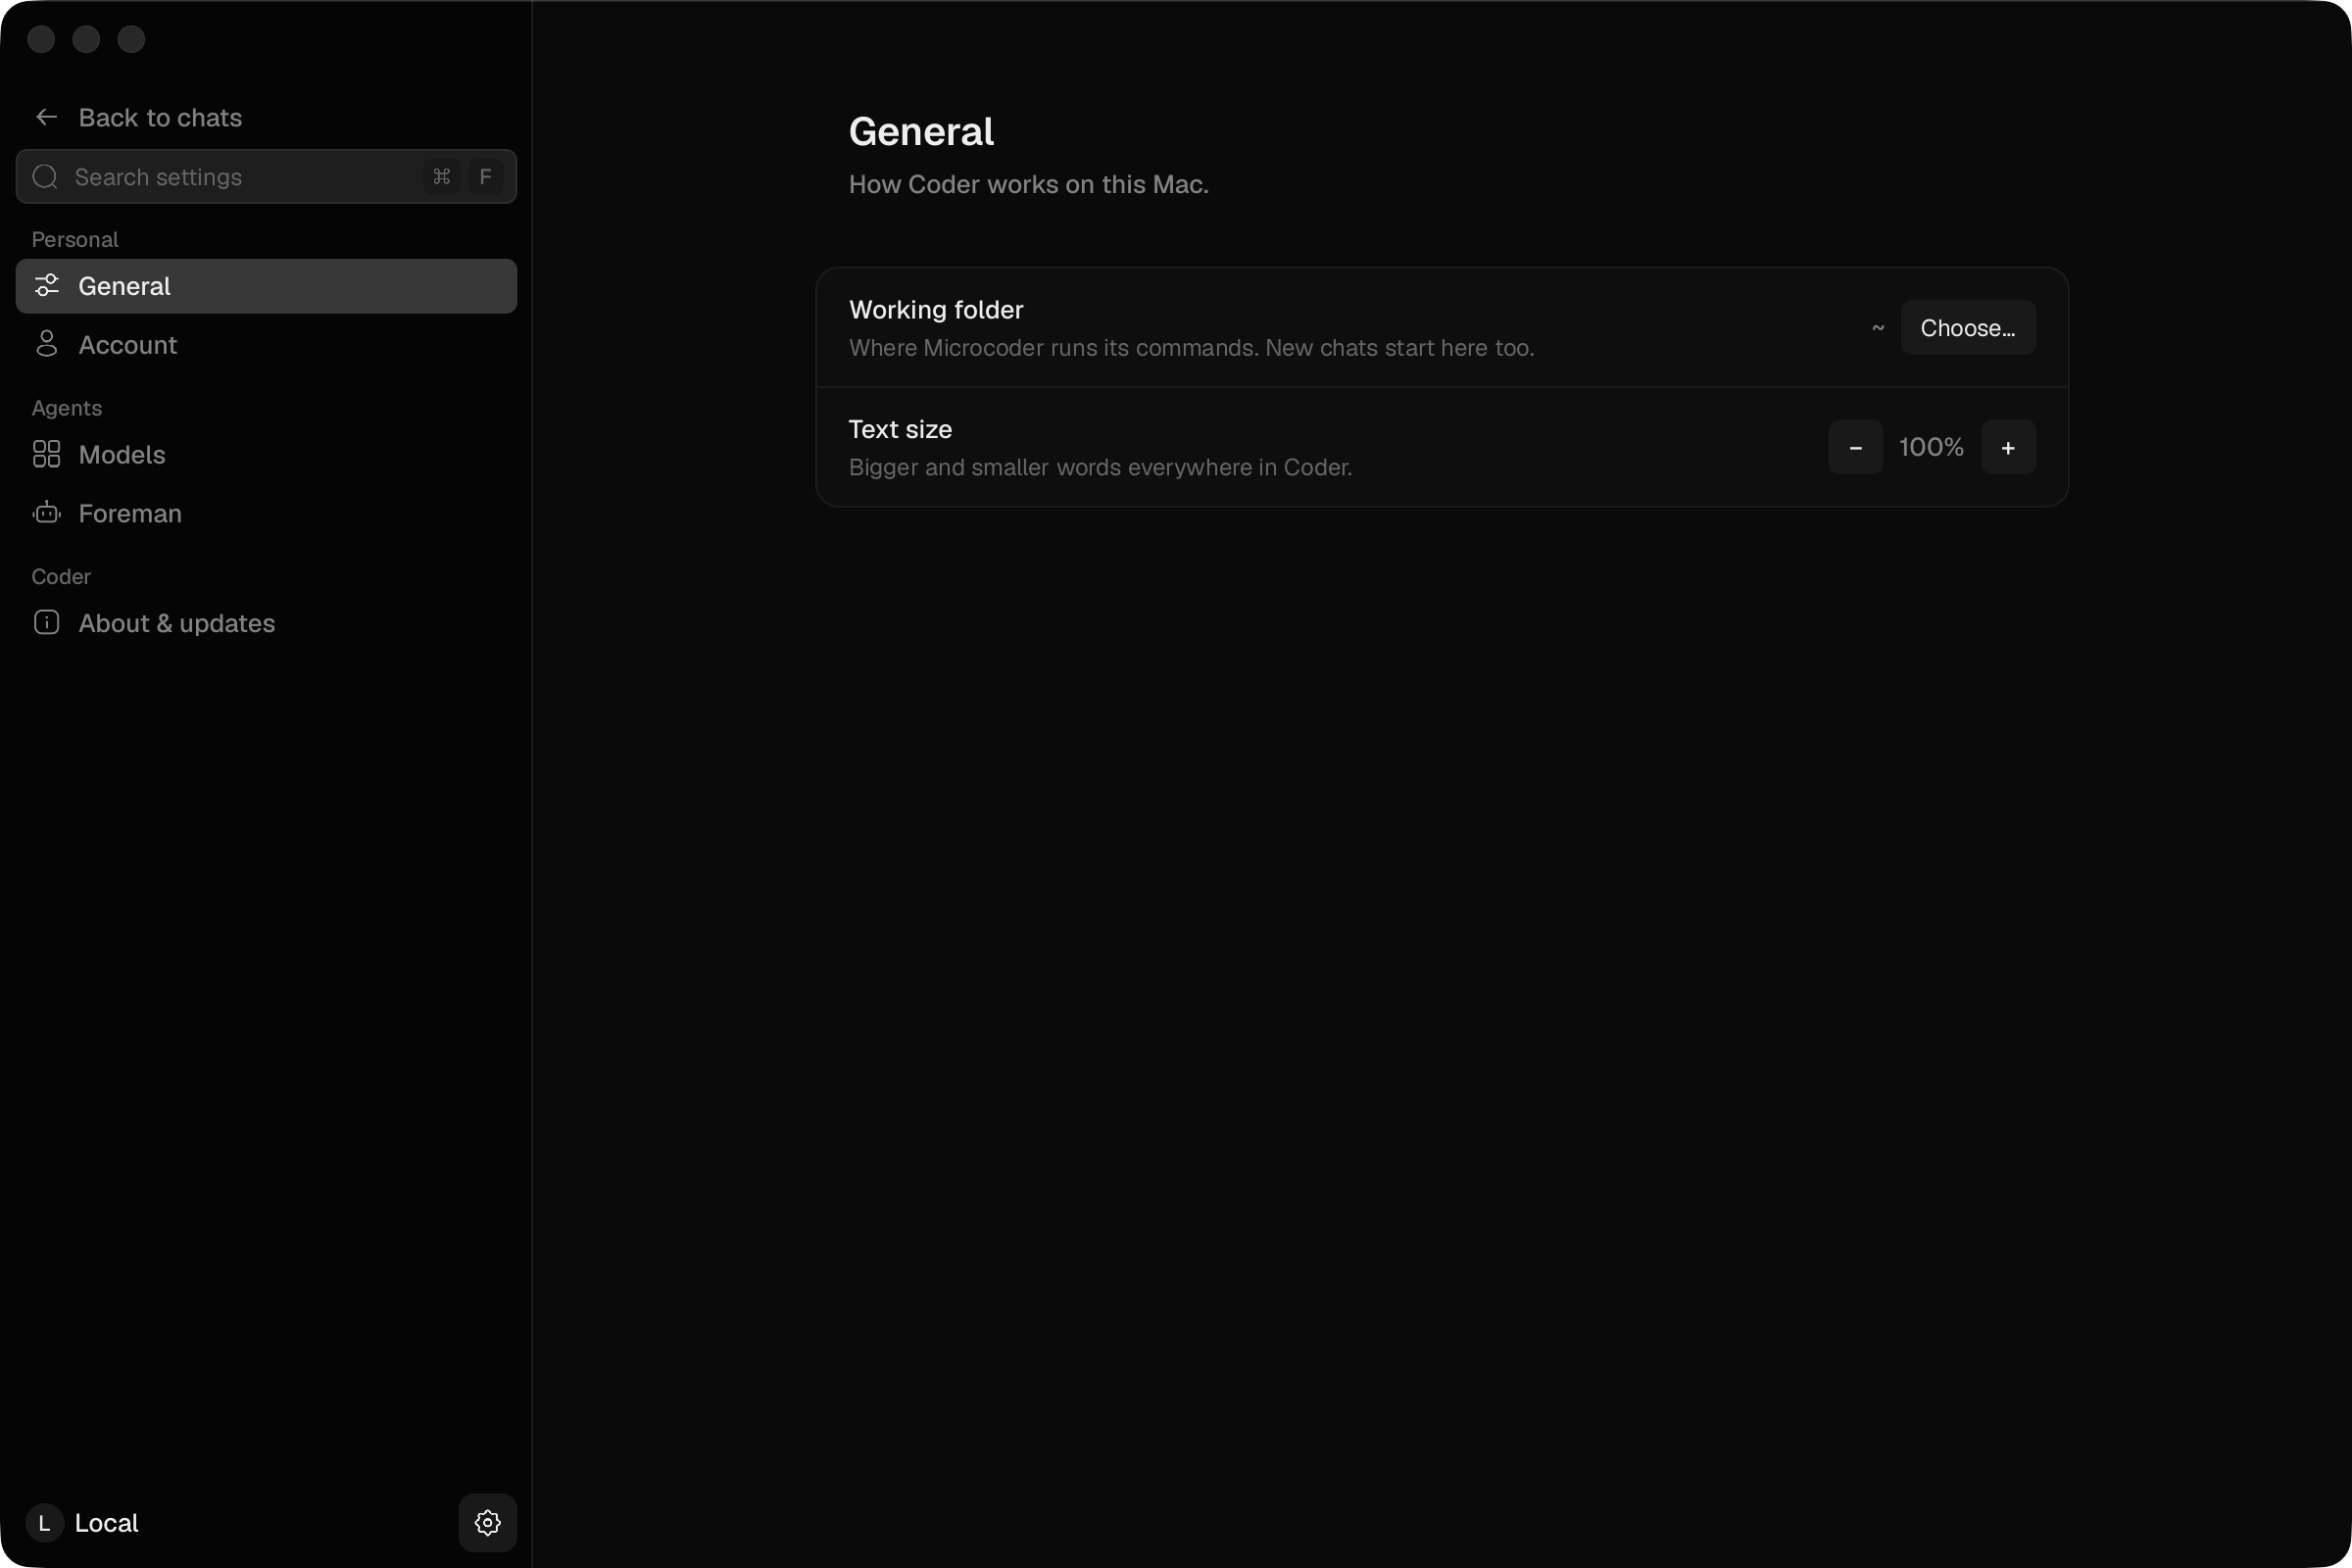 Back to chats
Search settings ⌘ F
Personal
General
Account
Agents
Models
Foreman
Coder
About & updates
L Local
General
How Coder works on this Mac.
Working folder
Where Microcoder runs its commands. New chats start here too.
~ Choose…
Text size
Bigger and smaller words everywhere in Coder.
− 100% +